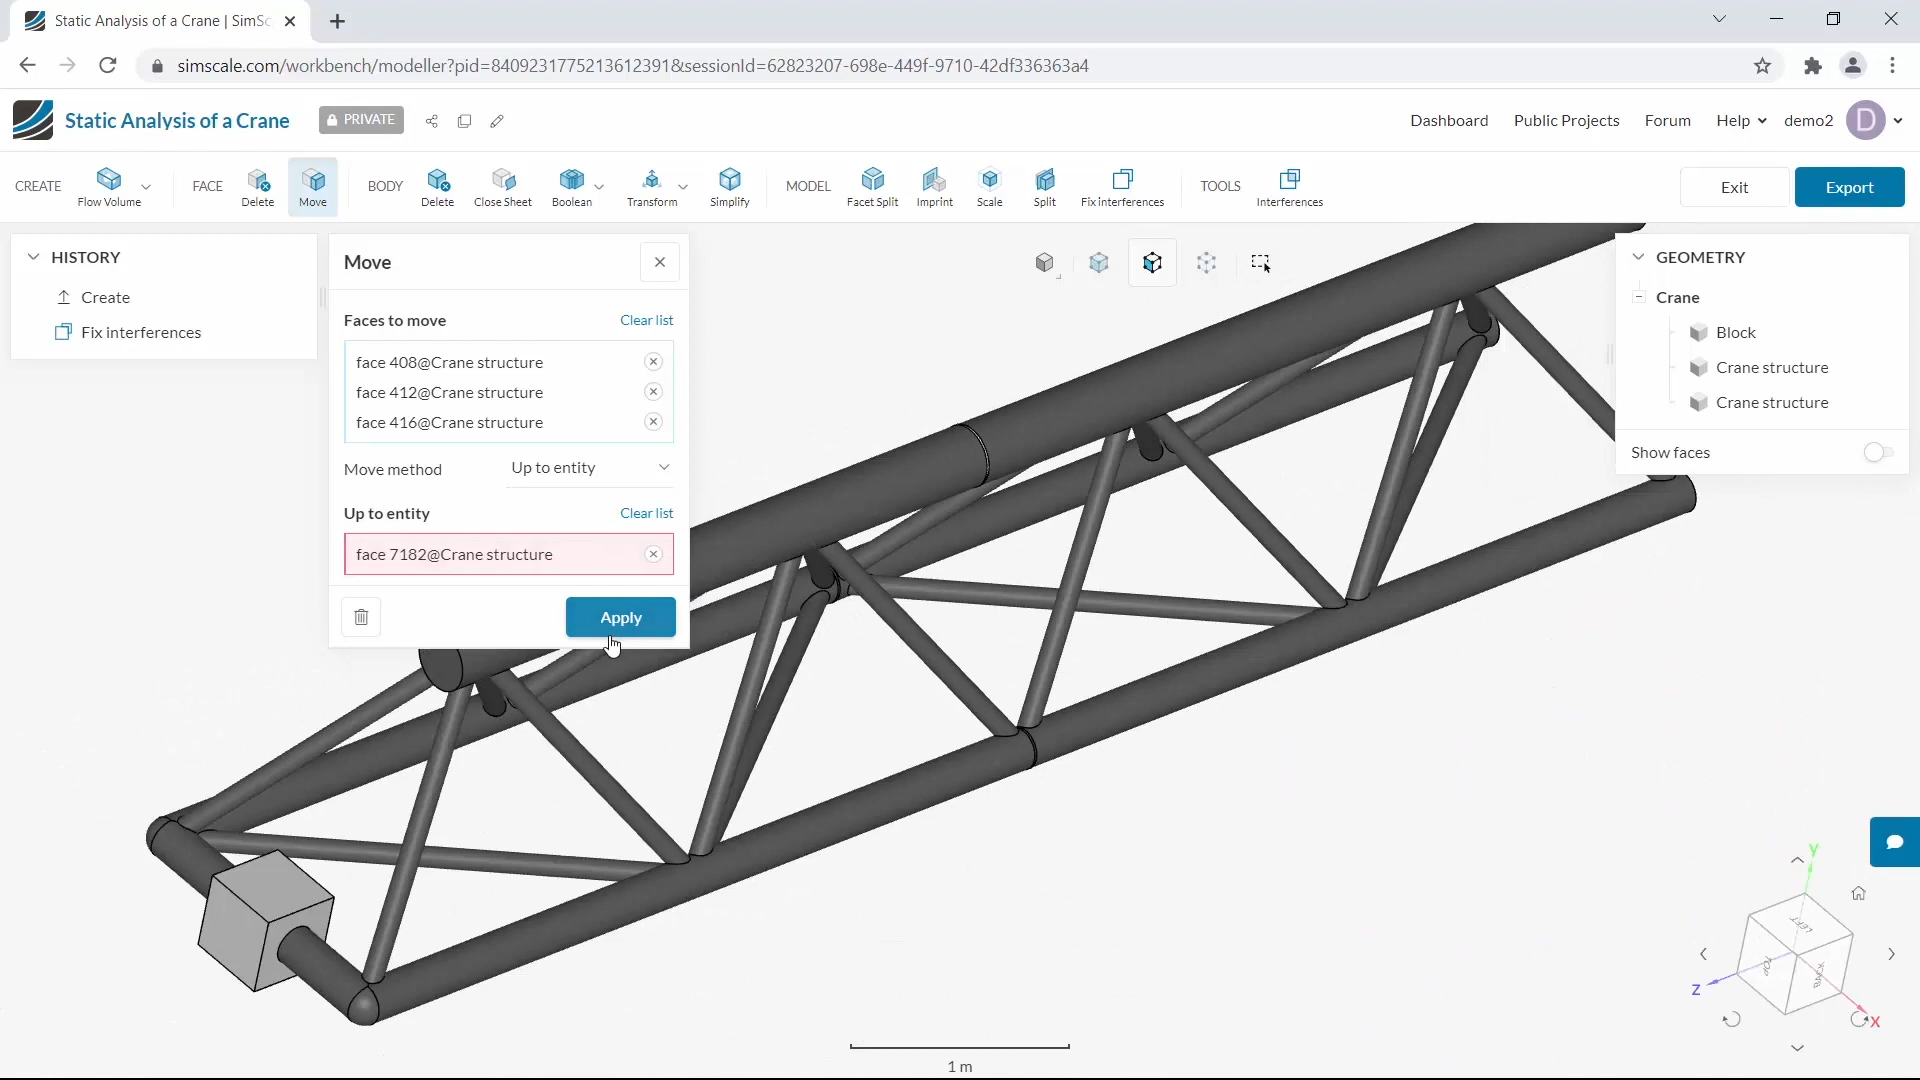 Static Analysis of a Crane | SimSc
simscale.com/workbench/modeller?pid=8409231775213612391&sessionId=62823207-698e-449f-9710-42df336363a4
Static Analysis of a Crane
PRIVATE
Dashboard
Public Projects
Forum
Help
demo2
D
CREATE
Flow Volume
FACE
Delete
Move
BODY
Delete
Close Sheet
Boolean
Transform
Simplify
MODEL
Facet Split
Imprint
Scale
Split
Fix interferences
TOOLS
Interferences
Exit
Export
HISTORY
Create
Fix interferences
Move
Faces to move
Clear list
face 408@Crane structure
face 412@Crane structure
face 416@Crane structure
Move method
Up to entity
Up to entity
Clear list
face 7182@Crane structure
Apply
GEOMETRY
Crane
Block
Crane structure
Crane structure
Show faces
1 m
Y
LEFT
TOP
BACK
Z
X